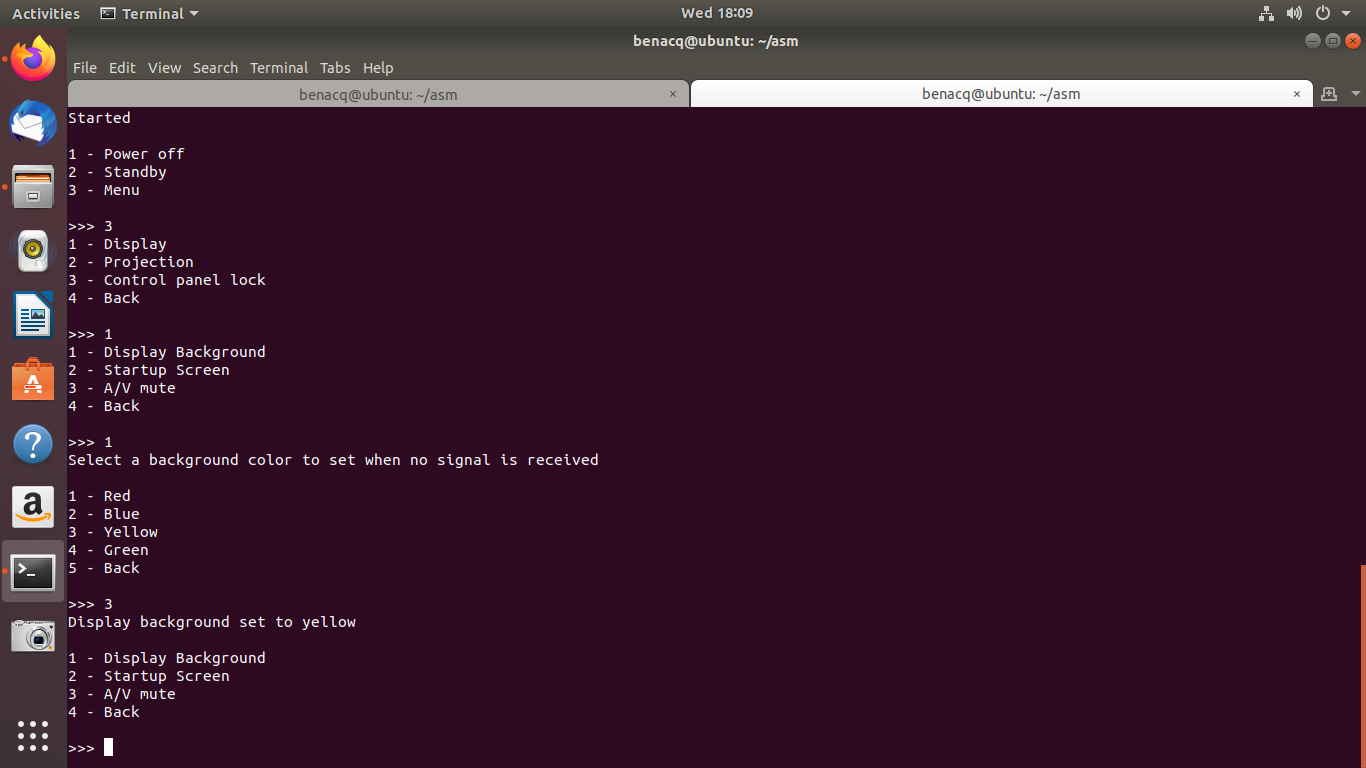 Activities Terminal Wed 18:09
benacq@ubuntu: ~/asm
File Edit View Search Terminal Tabs Help
benacq@ubuntu: ~/asm × benacq@ubuntu: ~/asm ×
Started
1 - Power off
2 - Standby
3 - Menu
>>> 3
1 - Display
2 - Projection
3 - Control panel lock
4 - Back
>>> 1
1 - Display Background
2 - Startup Screen
3 - A/V mute
4 - Back
>>> 1
Select a background color to set when no signal is received
1 - Red
2 - Blue
3 - Yellow
4 - Green
5 - Back
>>> 3
Display background set to yellow
1 - Display Background
2 - Startup Screen
3 - A/V mute
4 - Back
>>>